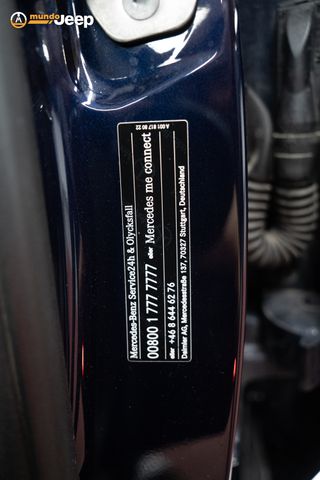 mundo
Jeep
A 001 817 80 22
Mercedes-Benz Service24h & Olycksfall
00800 1 777 7777 eller Mercedes me connect
eller +46 8 644 62 76
Daimler AG, Mercedesstraße 137, 70327 Stuttgart, Deutschland